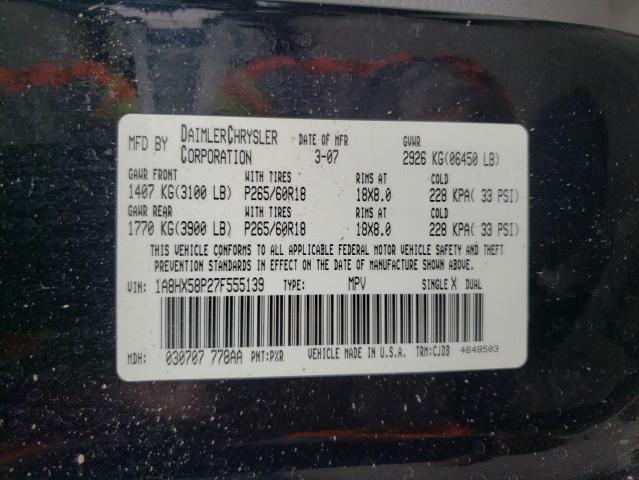 MFD BY DAIMLERCHRYSLER CORPORATION DATE OF MFR 3-07 GVWR 2926 KG(06450 LB)
GAWR FRONT WITH TIRES RIMS AT COLD
1407 KG(3100 LB) P265/60R18 18X8.0 228 KPA( 33 PSI)
GAWR REAR WITH TIRES RIMS AT COLD
1770 KG(3900 LB) P265/60R18 18X8.0 228 KPA( 33 PSI)
THIS VEHICLE CONFORMS TO ALL APPLICABLE FEDERAL MOTOR VEHICLE SAFETY AND THEFT
PREVENTION STANDARDS IN EFFECT ON THE DATE OF MANUFACTURE SHOWN ABOVE.
VIN: 1A8HX58P27F555139 TYPE: MPV SINGLE X DUAL
MDH: 030707 778AA PNT:PXR VEHICLE MADE IN U.S.A. TRM:CJDB 4648503